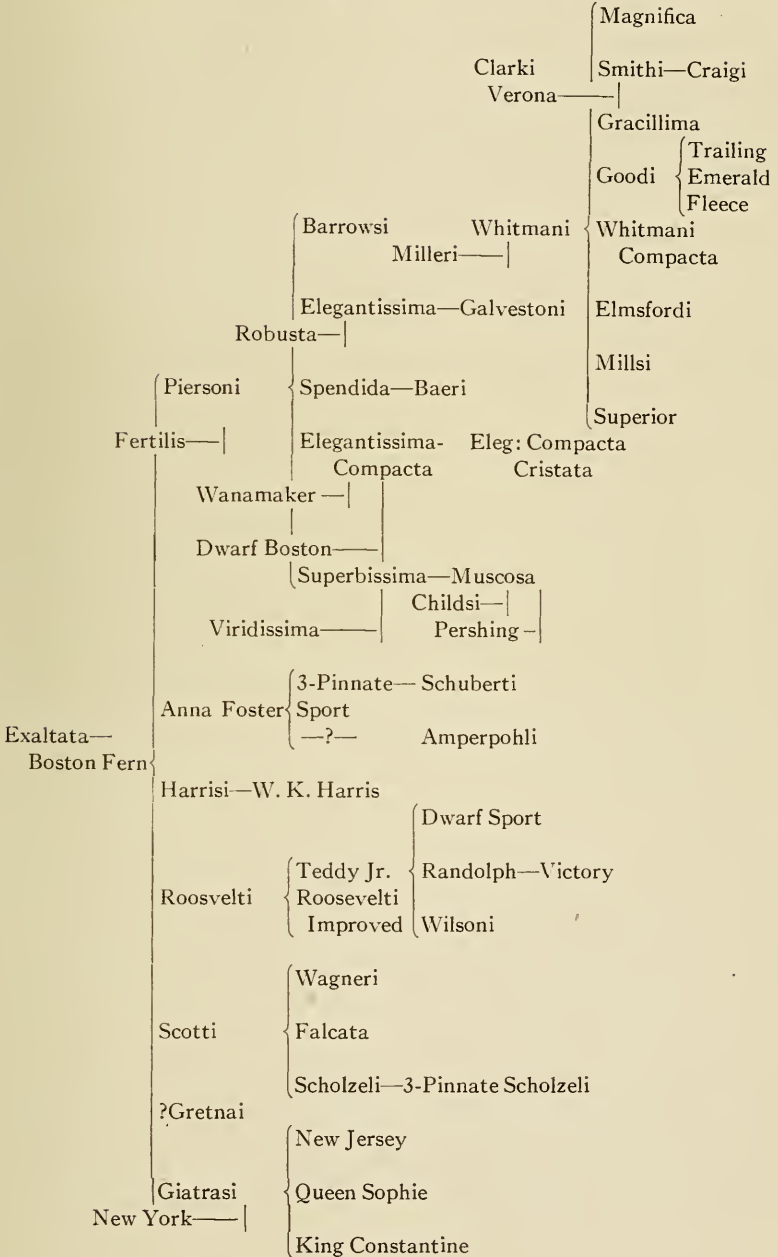 Magnifica
Clarki Smithi—Craigi
Verona——|
Gracillima
Trailing
Goodi Emerald
Fleece
Barrowsi Whitmani Whitmani
Milleri——| Compacta
Elegantissima—Galvestoni Elmsfordi
Robusta—|
Millsi
Piersoni Spendida—Baeri
Superior
Fertilis—| Elegantissima- Eleg: Compacta
Compacta Cristata
Wanamaker—|
Dwarf Boston——
Superbissima—Muscosa
Childsi—|
Viridissima——| Pershing–|
3-Pinnate—Schuberti
Anna Foster Sport
—?— Amperpohli
Exaltata—
Boston Fern
Harrisi—W. K. Harris
Dwarf Sport
Teddy Jr. Randolph—Victory
Roosvelti Roosevelti
Improved Wilsoni
Wagneri
Scotti Falcata
Scholzeli—3-Pinnate Scholzeli
?Gretnai
New Jersey
Giatrasi Queen Sophie
New York——|
King Constantine